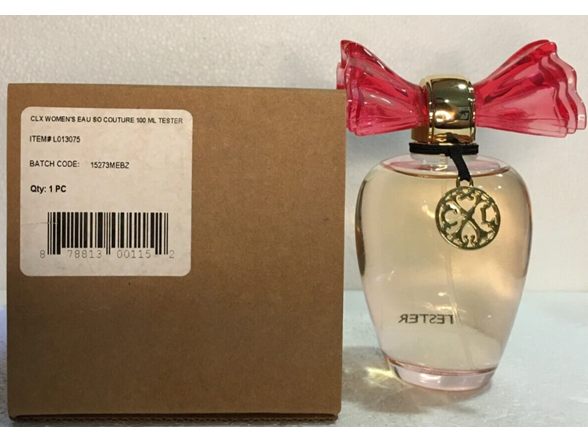 CLX WOMEN'S EAU SO COUTURE 100 ML TESTER
ITEM# L013075
BATCH CODE: 15273MEBZ
Qty: 1 PC
8 78813 00115 2
TESTER